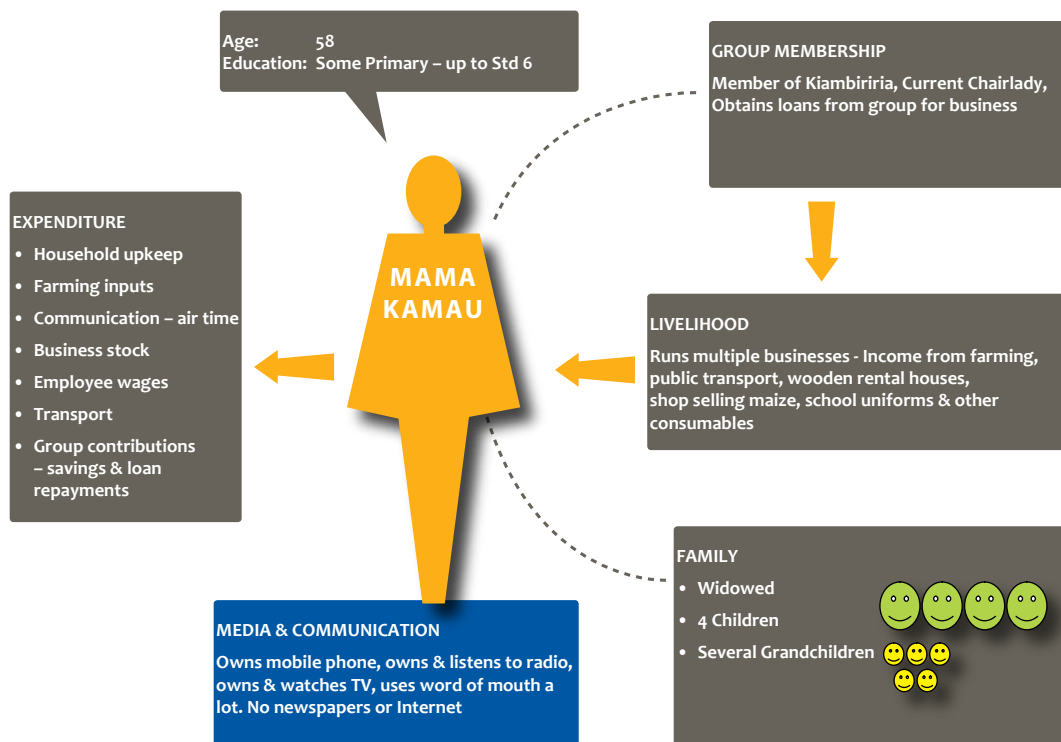 Age: 58
Education: Some Primary – up to Std 6
GROUP MEMBERSHIP
Member of Kiambiriria, Current Chairlady,
Obtains loans from group for business
EXPENDITURE
• Household upkeep
• Farming inputs
• Communication – air time
• Business stock
• Employee wages
• Transport
• Group contributions
– savings & loan
repayments
MAMA
KAMAU
LIVELIHOOD
Runs multiple businesses - Income from farming,
public transport, wooden rental houses,
shop selling maize, school uniforms & other
consumables
FAMILY
• Widowed
• 4 Children
• Several Grandchildren
MEDIA & COMMUNICATION
Owns mobile phone, owns & listens to radio,
owns & watches TV, uses word of mouth a
lot. No newspapers or Internet